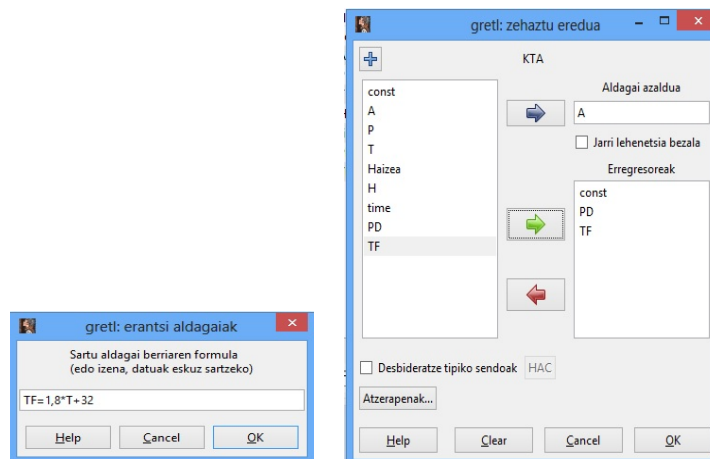 gretl: erantsi aldagaiak
Sartu aldagai berriaren formula
(edo izena, datuak eskuz sartzeko)
TF=1,8*T+32
Help
Cancel
OK
gretl: zehaztu eredua
KTA
const
A
P
T
Haizea
H
time
PD
TF
Aldagai azaldua
A
Jarri lehenetsia bezala
Erregresoreak
const
PD
TF
Desbideratze tipiko sendoak
HAC
Atzerapenak...
Help
Clear
Cancel
OK